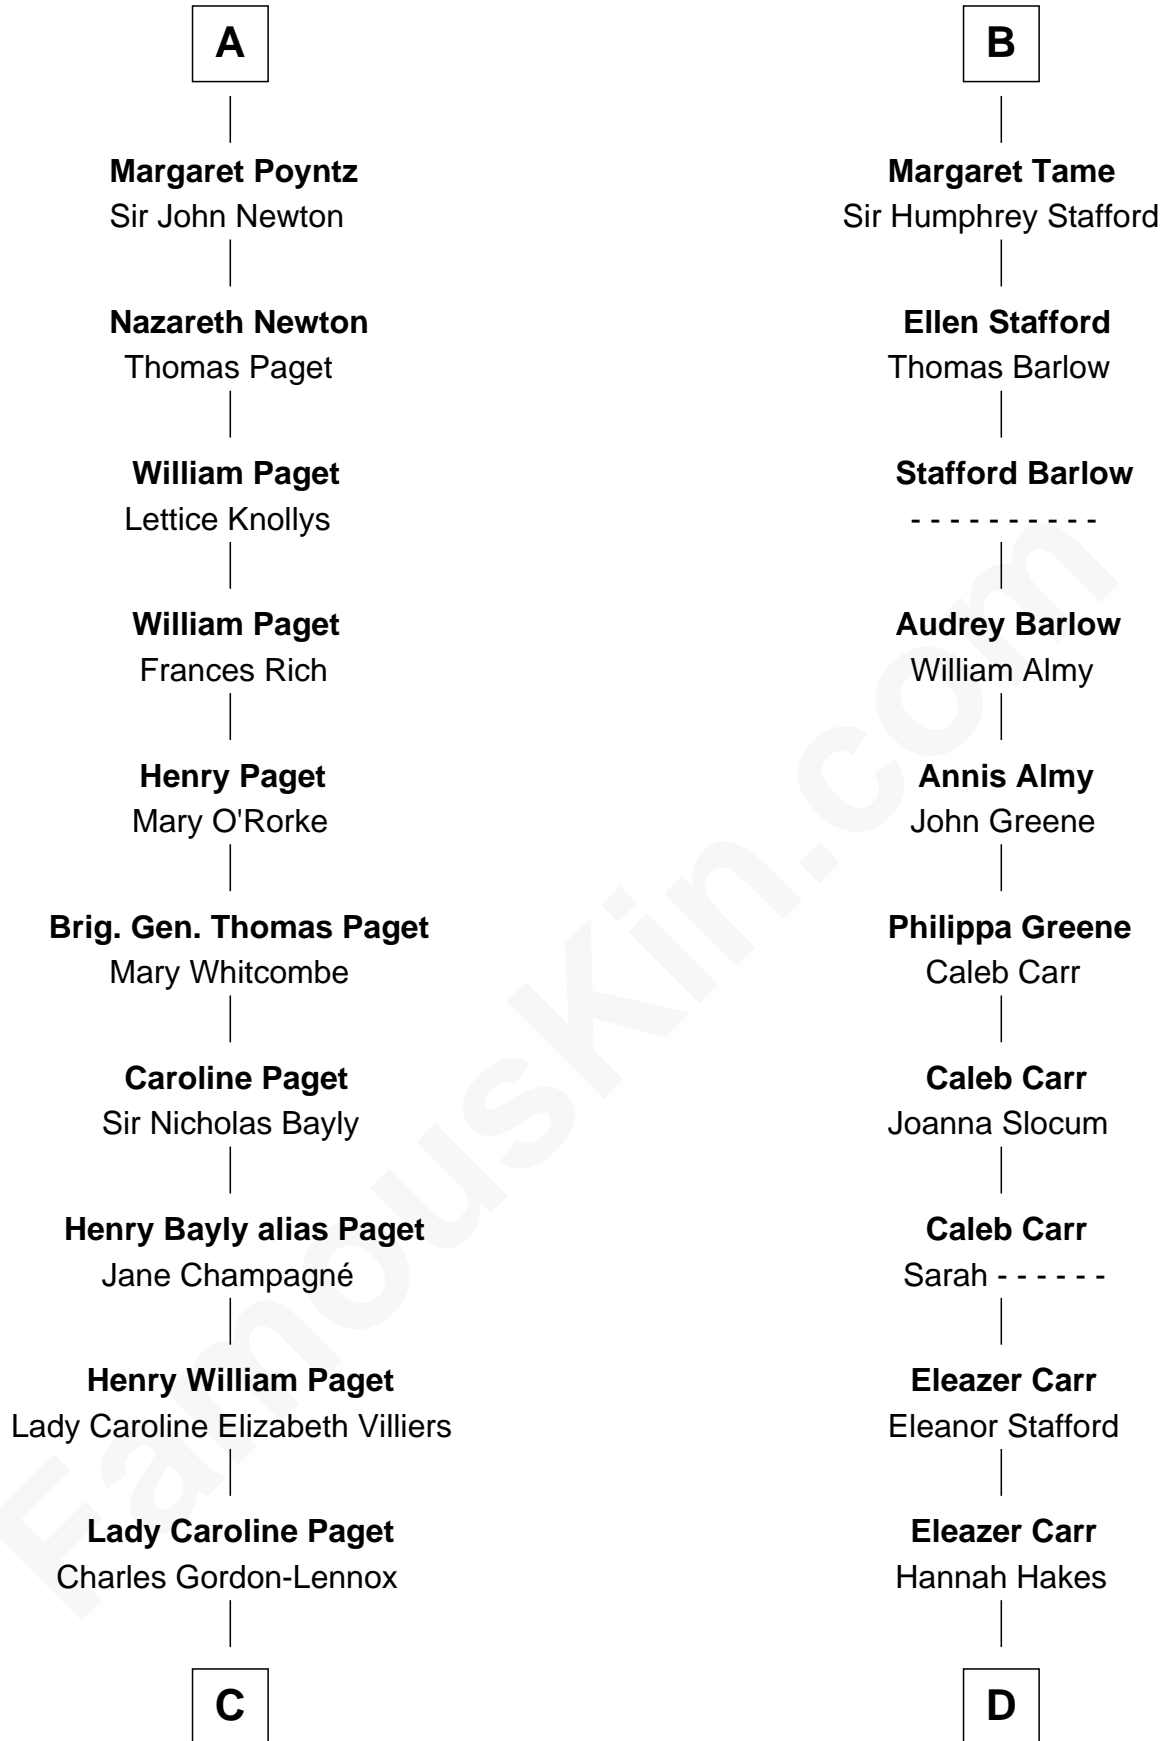 A
Margaret Poyntz
Sir John Newton
Nazareth Newton
Thomas Paget
William Paget
Lettice Knollys
William Paget
Frances Rich
Henry Paget
Mary O'Rorke
Brig. Gen. Thomas Paget
Mary Whitcombe
Caroline Paget
Sir Nicholas Bayly
Henry Bayly alias Paget
Jane Champagné
Henry William Paget
Lady Caroline Elizabeth Villiers
Lady Caroline Paget
Charles Gordon-Lennox
C
B
Margaret Tame
Sir Humphrey Stafford
Ellen Stafford
Thomas Barlow
Stafford Barlow
- - - - - - - - - -
Audrey Barlow
William Almy
Annis Almy
John Greene
Philippa Greene
Caleb Carr
Caleb Carr
Joanna Slocum
Caleb Carr
Sarah - - - - - -
Eleazer Carr
Eleanor Stafford
Eleazer Carr
Hannah Hakes
D
FamousKin.com